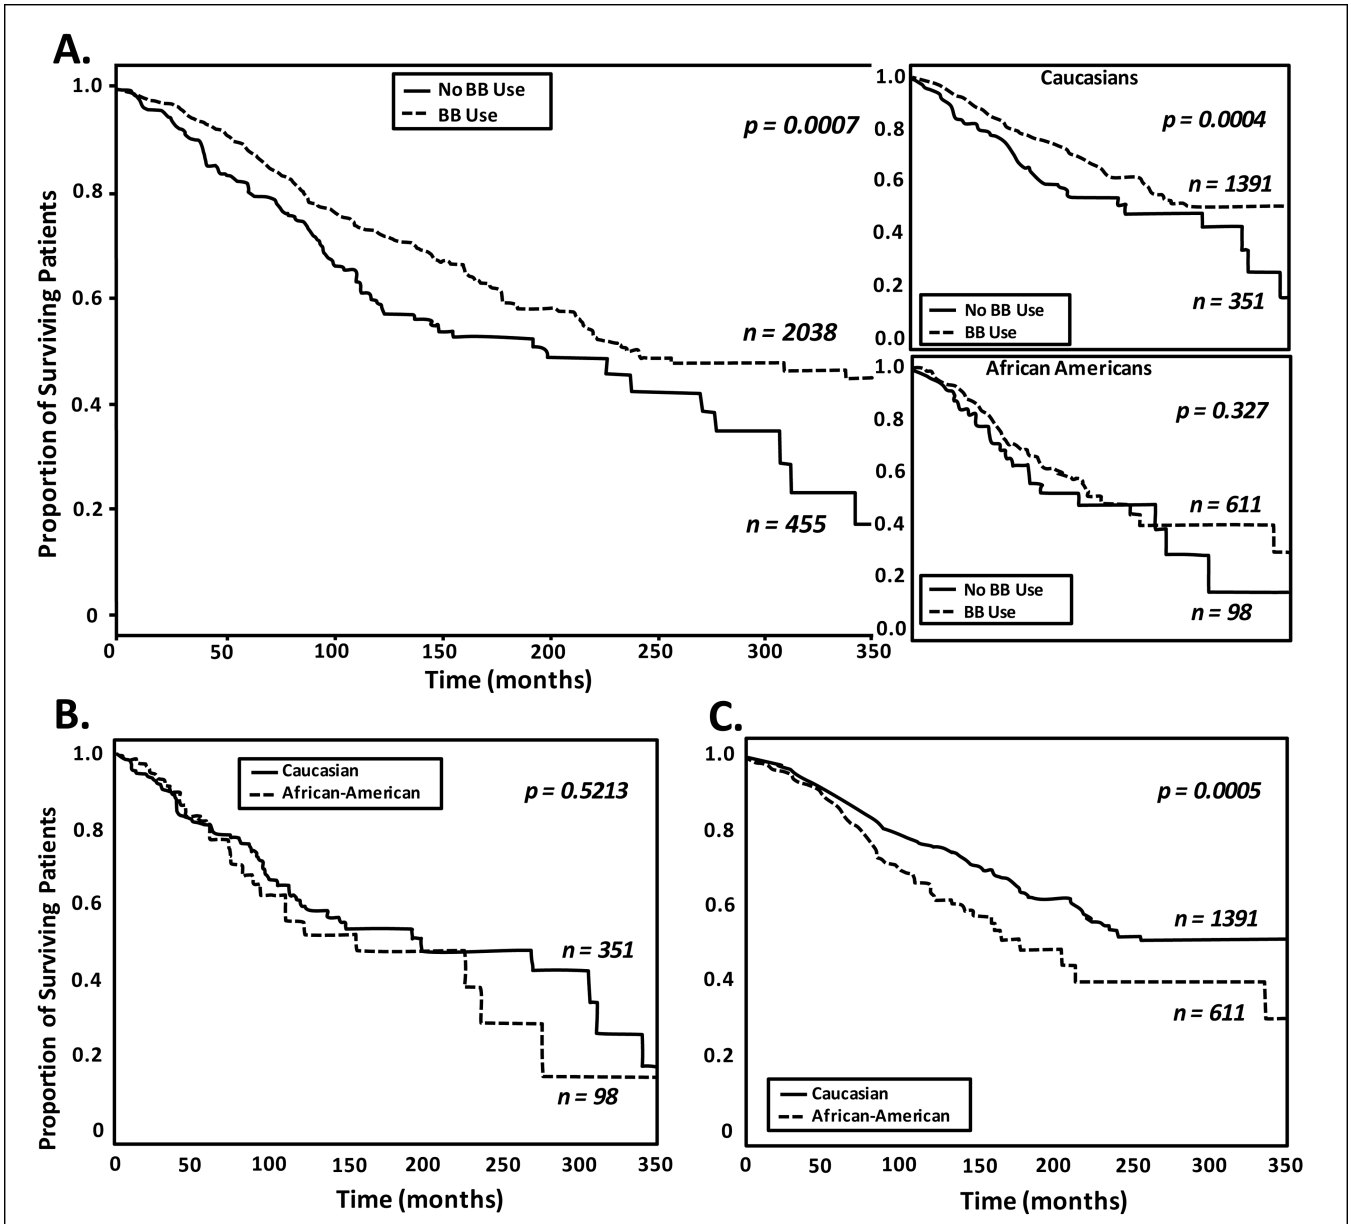 A.
No BB Use
BB Use
p = 0.0007
n = 2038
n = 455
Proportion of Surviving Patients
1.0
0.8
0.6
0.4
0.2
0
0 50 100 150 200 250 300 350
Time (months)
Caucasians
p = 0.0004
n = 1391
n = 351
No BB Use
BB Use
1.0
0.8
0.6
0.4
0.2
0.0
African Americans
p = 0.327
n = 611
n = 98
No BB Use
BB Use
1.0
0.8
0.6
0.4
0.2
0.0
B.
Caucasian
African-American
p = 0.5213
n = 351
n = 98
Proportion of Surviving Patients
1.0
0.8
0.6
0.4
0.2
0
0 50 100 150 200 250 300 350
Time (months)
C.
p = 0.0005
n = 1391
n = 611
Caucasian
African-American
1.0
0.8
0.6
0.4
0.2
0
0 50 100 150 200 250 300 350
Time (months)